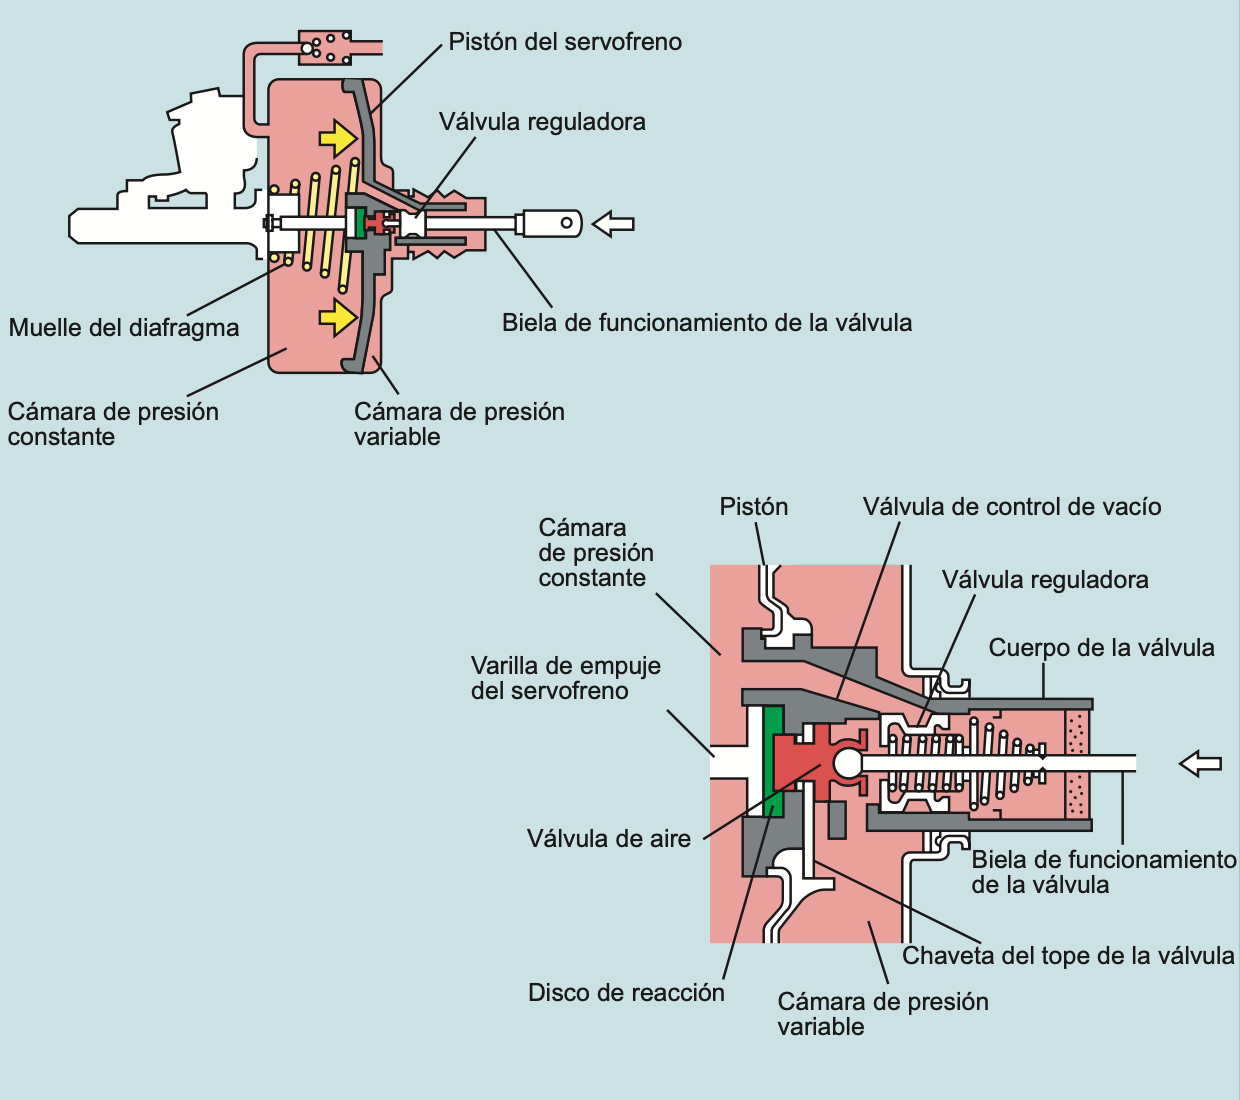 Pistón del servofreno
Válvula reguladora
Muelle del diafragma
Biela de funcionamiento de la válvula
Cámara de presión
constante
Cámara de presión
variable
Pistón
Válvula de control de vacío
Cámara
de presión
constante
Válvula reguladora
Cuerpo de la válvula
Varilla de empuje
del servofreno
Válvula de aire
Biela de funcionamiento
de la válvula
Chaveta del tope de la válvula
Disco de reacción
Cámara de presión
variable